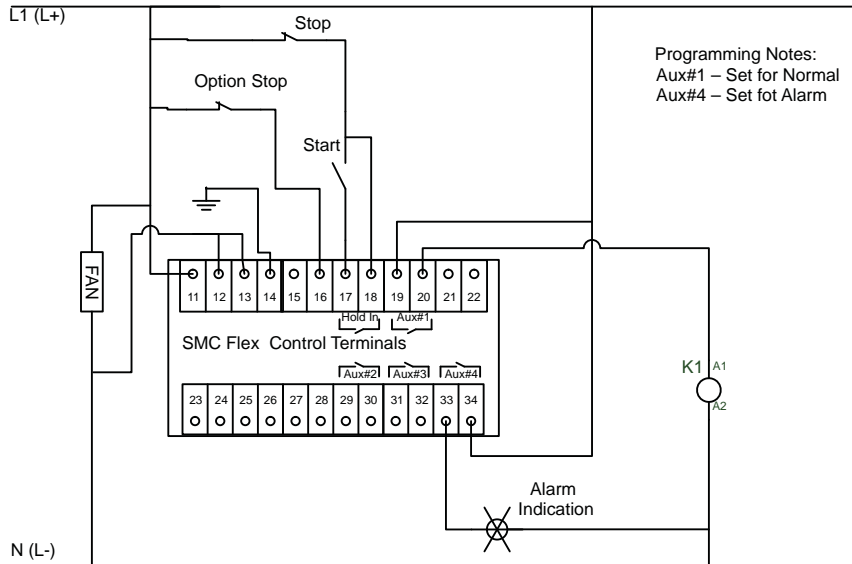 L1 (L+)
Stop
Programming Notes:
Aux#1 – Set for Normal
Aux#4 – Set fot Alarm
Option Stop
Start
FAN
11 12 13 14 15 16 17 18 19 20 21 22
Hold In Aux#1
SMC Flex Control Terminals
Aux#2 Aux#3 Aux#4
23 24 25 26 27 28 29 30 31 32 33 34
K1 A1
A2
Alarm
Indication
N (L-)